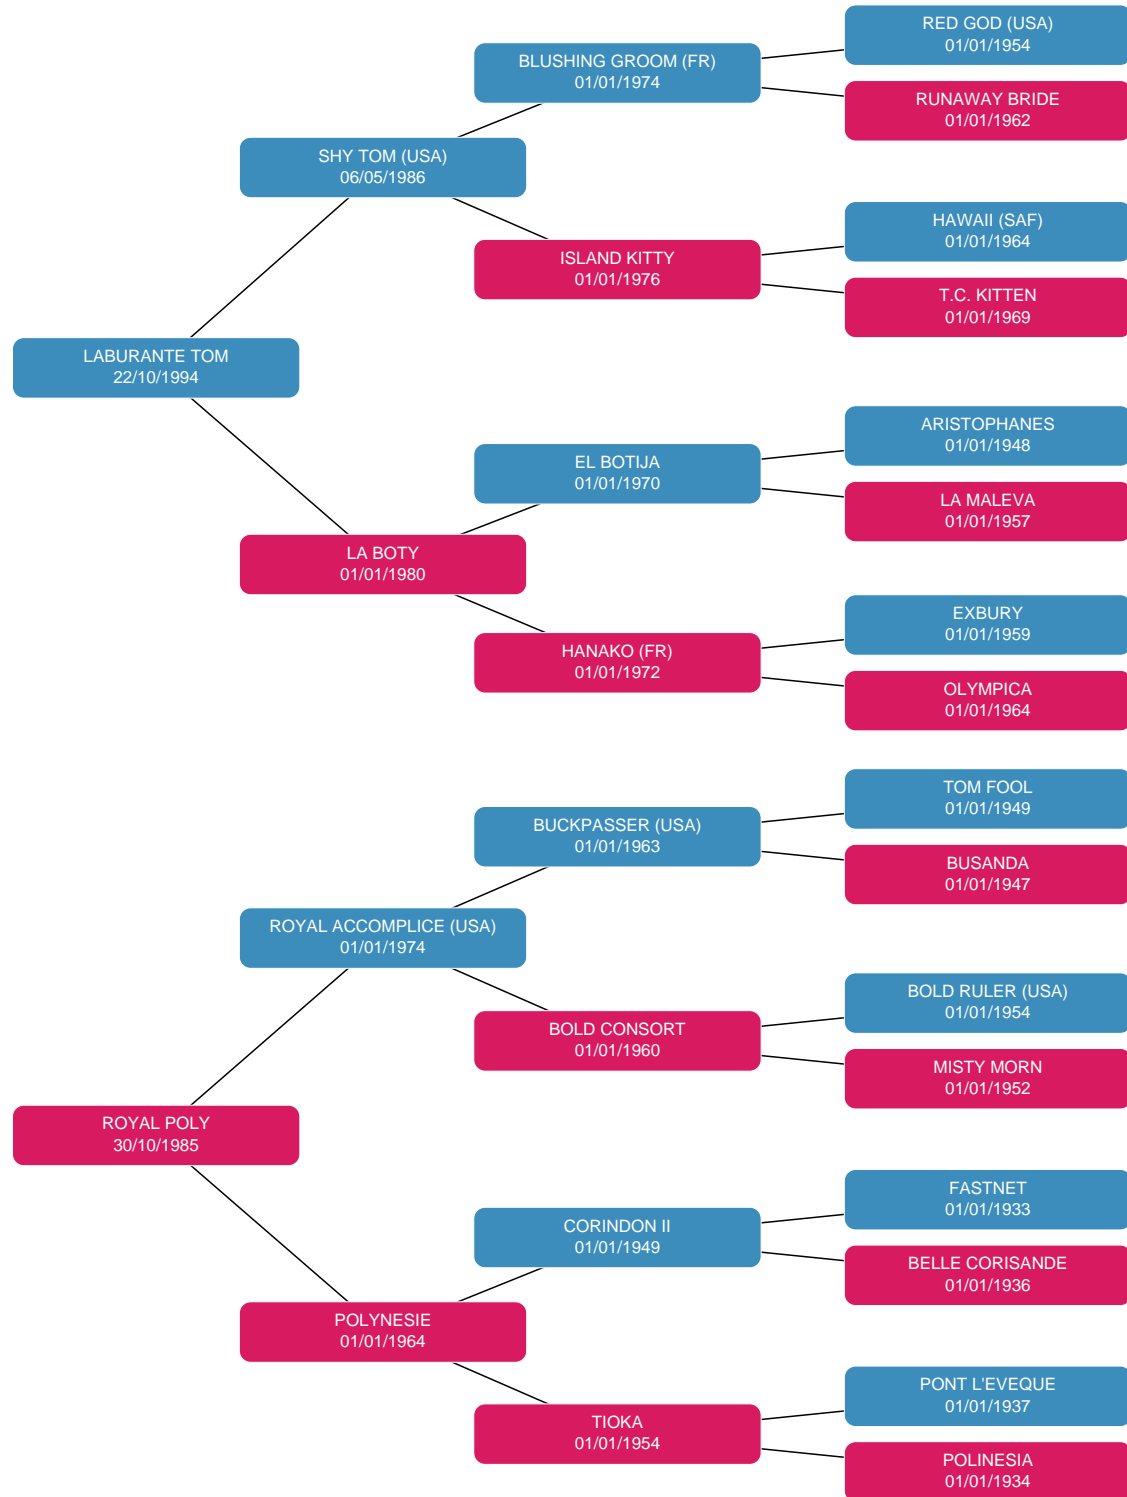 RED GOD (USA)
01/01/1954
BLUSHING GROOM (FR)
01/01/1974
RUNAWAY BRIDE
01/01/1962
SHY TOM (USA)
06/05/1986
HAWAII (SAF)
01/01/1964
ISLAND KITTY
01/01/1976
T.C. KITTEN
01/01/1969
LABURANTE TOM
22/10/1994
ARISTOPHANES
01/01/1948
EL BOTIJA
01/01/1970
LA MALEVA
01/01/1957
LA BOTY
01/01/1980
EXBURY
01/01/1959
HANAKO (FR)
01/01/1972
OLYMPICA
01/01/1964
TOM FOOL
01/01/1949
BUCKPASSER (USA)
01/01/1963
BUSANDA
01/01/1947
ROYAL ACCOMPLICE (USA)
01/01/1974
BOLD RULER (USA)
01/01/1954
BOLD CONSORT
01/01/1960
MISTY MORN
01/01/1952
ROYAL POLY
30/10/1985
FASTNET
01/01/1933
CORINDON II
01/01/1949
BELLE CORISANDE
01/01/1936
POLYNESIE
01/01/1964
PONT L'EVEQUE
01/01/1937
TIOKA
01/01/1954
POLINESIA
01/01/1934